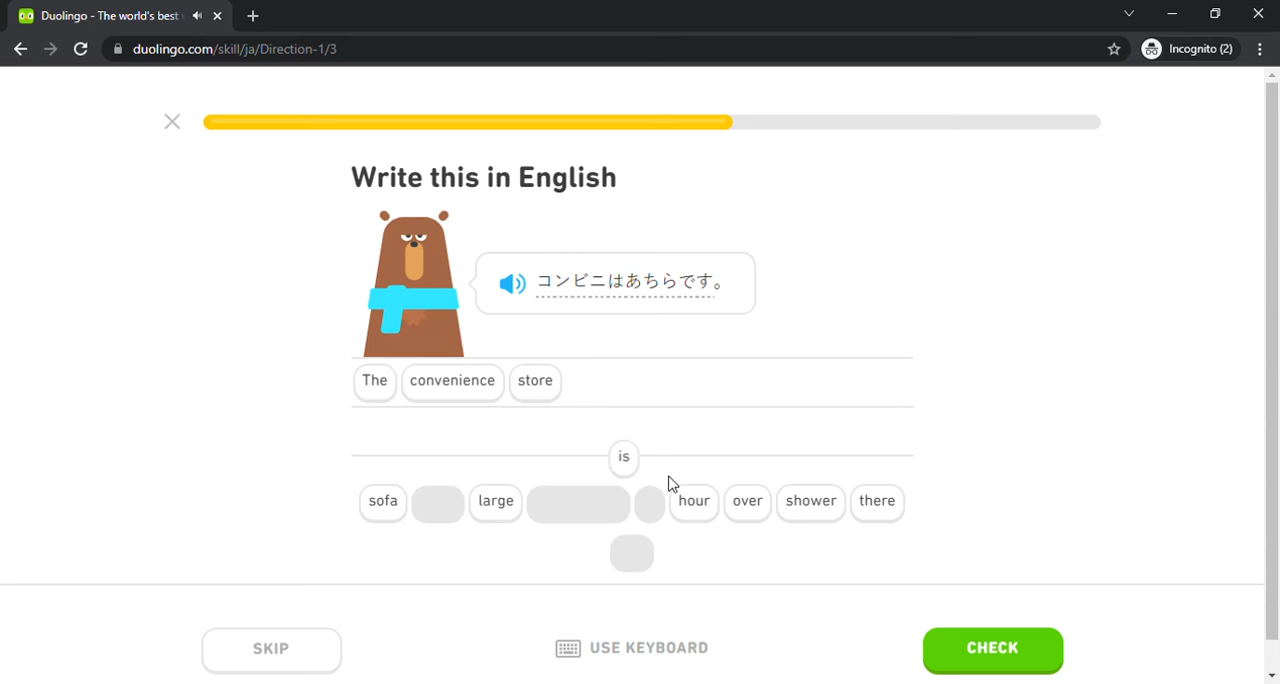 Duolingo - The world's best
duolingo.com/skill/ja/Direction-1/3
Incognito (2)
Write this in English
コンビニはあちらです。
The convenience store
is
sofa large hour over shower there
SKIP USE KEYBOARD CHECK